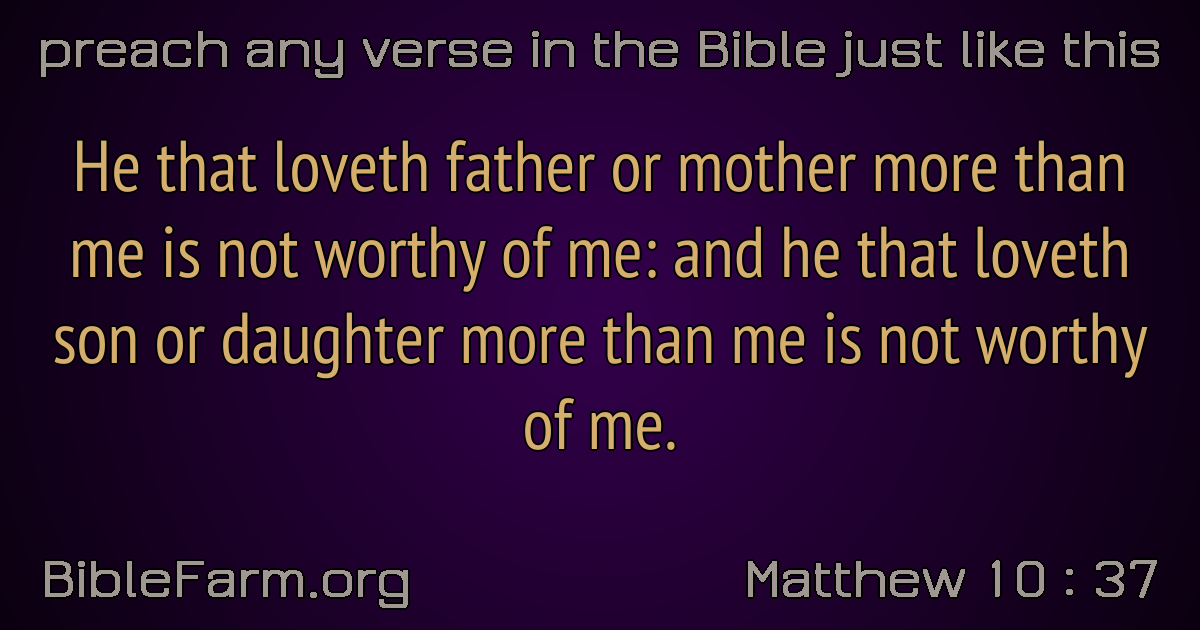 preach any verse in the Bible just like this
He that loveth father or mother more than
me is not worthy of me: and he that loveth
son or daughter more than me is not worthy
of me.
BibleFarm.org
Matthew 10 : 37